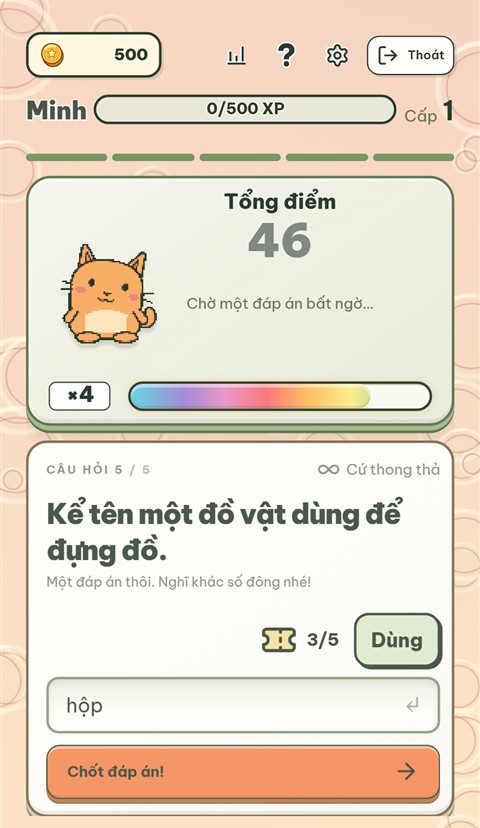 500
?
Thoát
Minh
0/500 XP
Cấp 1
Tổng điểm
46
Chờ một đáp án bất ngờ...
×4
CÂU HỎI 5 / 5
Cứ thong thả
Kể tên một đồ vật dùng để
đựng đồ.
Một đáp án thôi. Nghĩ khác số đông nhé!
3/5
Dùng
hộp
Chốt đáp án!